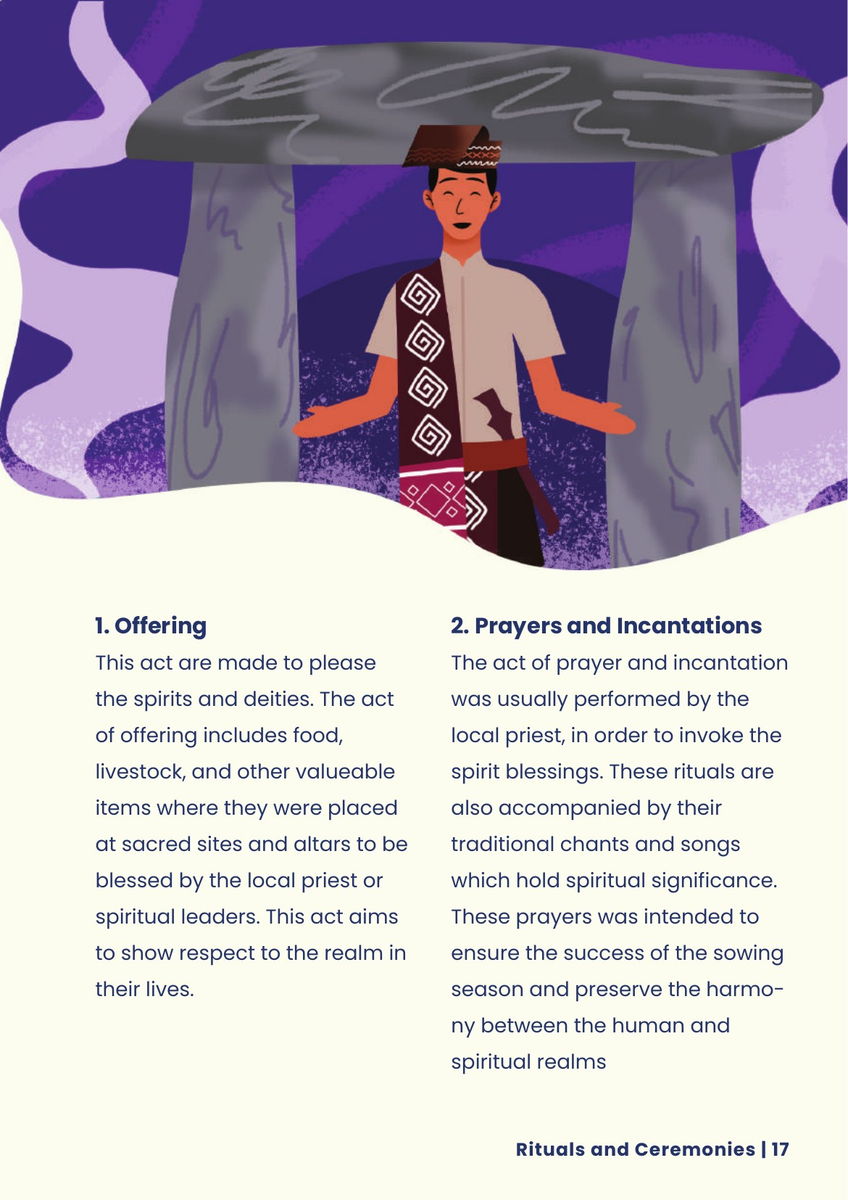 1. Offering
This act are made to please
the spirits and deities. The act
of offering includes food,
livestock, and other valueable
items where they were placed
at sacred sites and altars to be
blessed by the local priest or
spiritual leaders. This act aims
to show respect to the realm in
their lives.
2. Prayers and Incantations
The act of prayer and incantation
was usually performed by the
local priest, in order to invoke the
spirit blessings. These rituals are
also accompanied by their
traditional chants and songs
which hold spiritual significance.
These prayers was intended to
ensure the success of the sowing
season and preserve the harmo-
ny between the human and
spiritual realms
Rituals and Ceremonies | 17